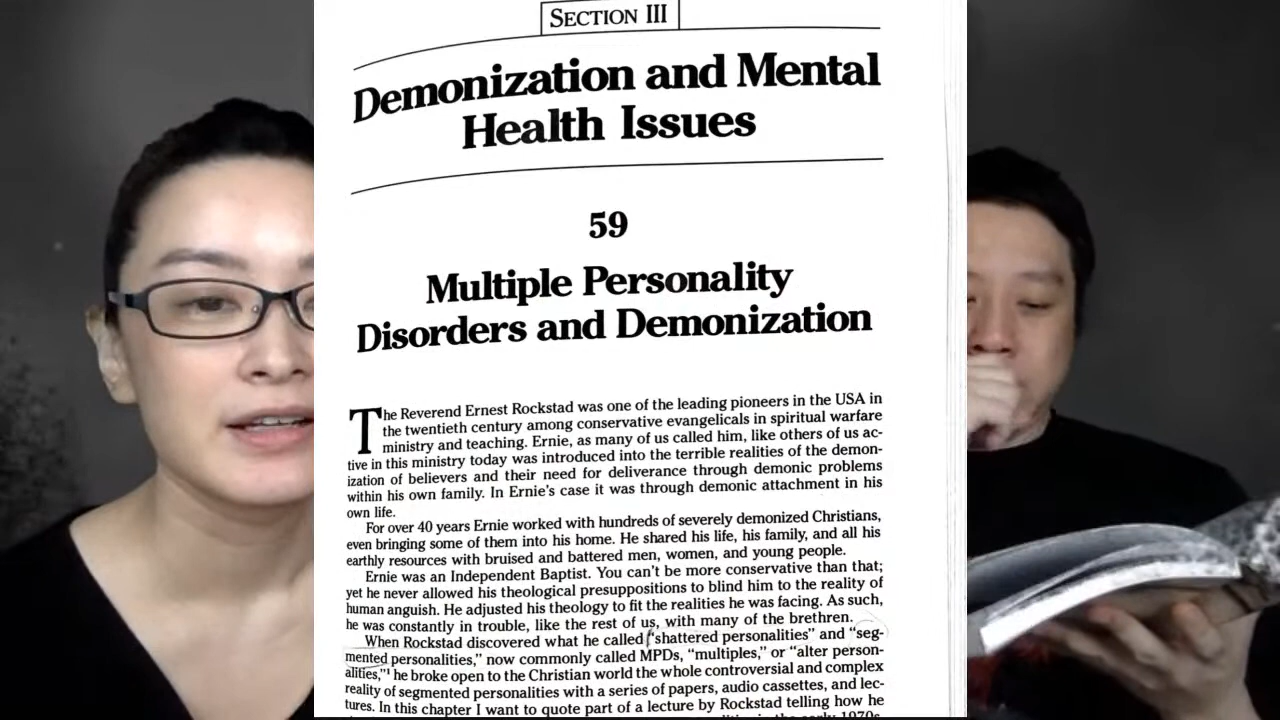 SECTION III
Demonization and Mental
Health Issues
59
Multiple Personality
Disorders and Demonization
The Reverend Ernest Rockstad was one of the leading pioneers in the USA in
the twentieth century among conservative evangelicals in spiritual warfare
ministry and teaching. Ernie, as many of us called him, like others of us ac-
tive in this ministry today was introduced into the terrible realities of the demon-
ization of believers and their need for deliverance through demonic problems
within his own family. In Ernie's case it was through demonic attachment in his
own life.
For over 40 years Ernie worked with hundreds of severely demonized Christians,
even bringing some of them into his home. He shared his life, his family, and all his
earthly resources with bruised and battered men, women, and young people.
Ernie was an Independent Baptist. You can't be more conservative than that;
yet he never allowed his theological presuppositions to blind him to the reality of
human anguish. He adjusted his theology to fit the realities he was facing. As such,
he was constantly in trouble, like the rest of us, with many of the brethren.
When Rockstad discovered what he called "shattered personalities" and "seg-
mented personalities," now commonly called MPDs, "multiples," or "alter person-
alities,"¹ he broke open to the Christian world the whole controversial and complex
reality of segmented personalities with a series of papers, audio cassettes, and lec-
tures. In this chapter I want to quote part of a lecture by Rockstad telling how he
in the early 1970s